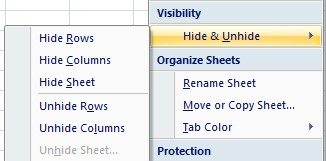 Visibility
Hide & Unhide
Hide Rows
Hide Columns
Hide Sheet
Unhide Rows
Unhide Columns
Unhide Sheet...
Organize Sheets
Rename Sheet
Move or Copy Sheet...
Tab Color
Protection